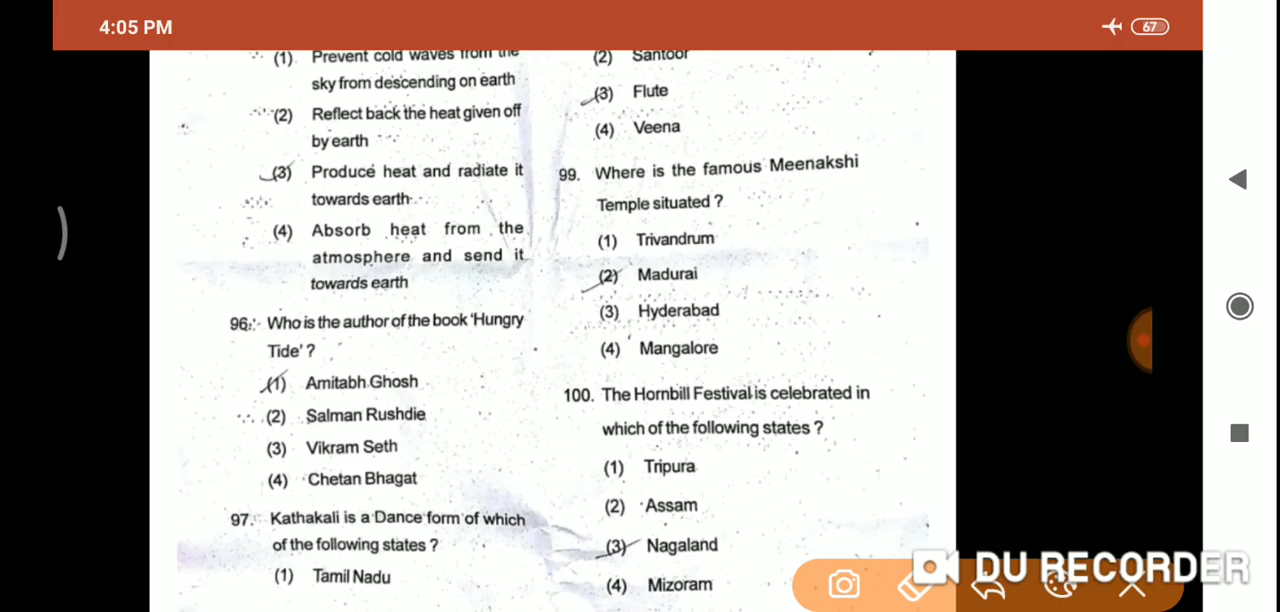 4:05 PM
67
(1) Prevent cold waves from the
sky from descending on earth
(2) Reflect back the heat given off
by earth
(3) Produce heat and radiate it
towards earth
(4) Absorb heat from the
atmosphere and send it
towards earth
96. Who is the author of the book 'Hungry
Tide' ?
(1) Amitabh Ghosh
(2) Salman Rushdie
(3) Vikram Seth
(4) Chetan Bhagat
97. Kathakali is a Dance form of which
of the following states ?
(1) Tamil Nadu
(2) Santoor
(3) Flute
(4) Veena
99. Where is the famous Meenakshi
Temple situated ?
(1) Trivandrum
(2) Madurai
(3) Hyderabad
(4) Mangalore
100. The Hornbill Festival is celebrated in
which of the following states ?
(1) Tripura
(2) Assam
(3) Nagaland
(4) Mizoram
DU RECORDER